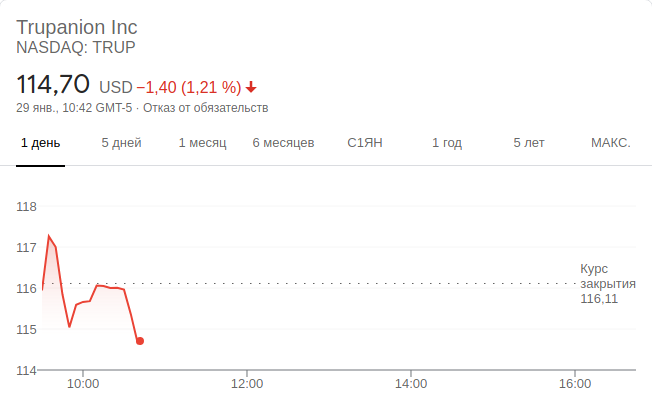 Trupanion Inc
NASDAQ: TRUP
114,70 USD −1,40 (1,21 %)
29 янв., 10:42 GMT-5 · Отказ от обязательств
1 день 5 дней 1 месяц 6 месяцев С1ЯН 1 год 5 лет МАКС.
118
117
116
115
114
Курс
закрытия
116,11
10:00 12:00 14:00 16:00